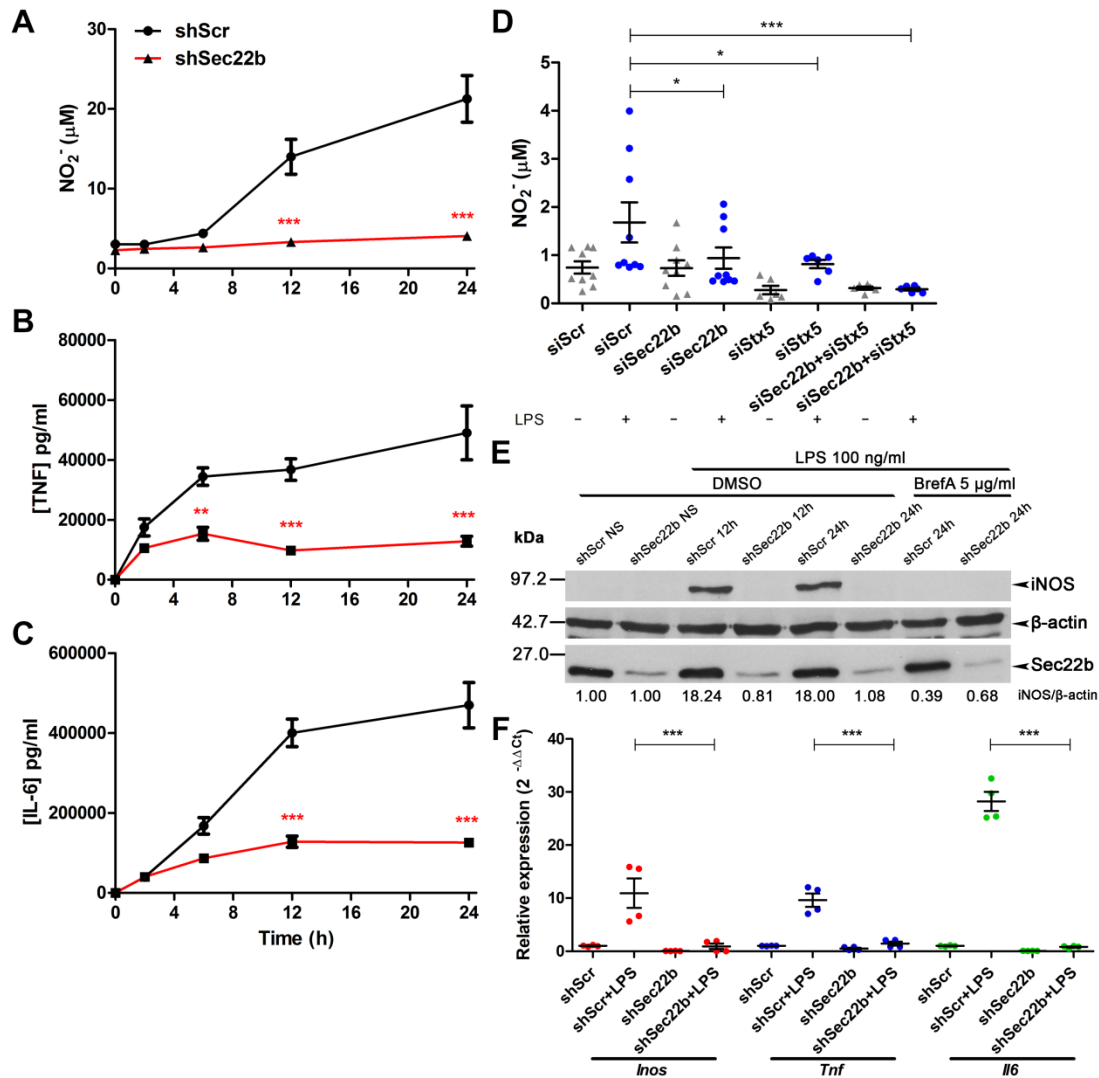 A
shScr
shSec22b
NO2- (μM)
30
20
10
0
0 4 8 12 16 20 24
***
***
B
[TNF] pg/ml
80000
60000
40000
20000
0
0 4 8 12 16 20 24
**
***
***
C
[IL-6] pg/ml
600000
400000
200000
0
0 4 8 12 16 20 24
***
***
Time (h)
D
***
*
*
NO2- (μM)
5
4
3
2
1
0
siScr siScr siSec22b siSec22b siStx5 siStx5 siSec22b+siStx5 siSec22b+siStx5
LPS - + - + - + - +
E
LPS 100 ng/ml
DMSO BrefA 5 μg/ml
kDa shScr NS shSec22b NS shScr 12h shSec22b 12h shScr 24h shSec22b 24h shScr 24h shSec22b 24h
97.2 iNOS
42.7 β-actin
27.0 Sec22b
1.00 1.00 18.24 0.81 18.00 1.08 0.39 0.68 iNOS/β-actin
F
*** *** ***
Relative expression (2 -ΔΔCt)
40
30
20
10
0
shScr shScr+LPS shSec22b shSec22b+LPS shScr shScr+LPS shSec22b shSec22b+LPS shScr shScr+LPS shSec22b shSec22b+LPS
Inos Tnf Il6